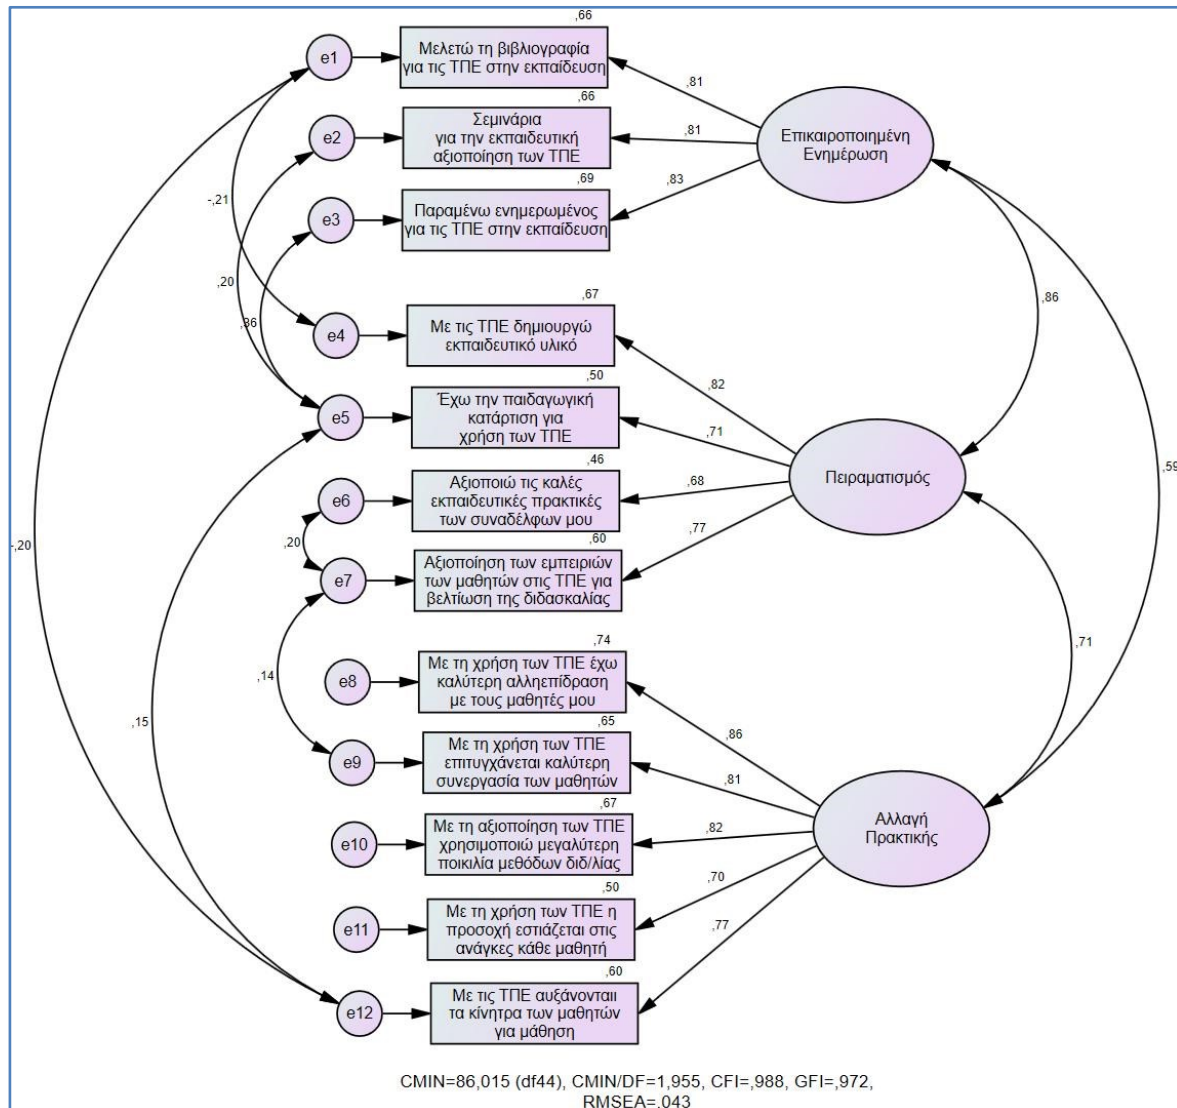 ,66
e1
Μελετώ τη βιβλιογραφία
για τις ΤΠΕ στην εκπαίδευση
,81
,66
e2
Σεμινάρια
για την εκπαιδευτική
αξιοποίηση των ΤΠΕ
,81
Επικαιροποιημένη
Ενημέρωση
,69
e3
Παραμένω ενημερωμένος
για τις ΤΠΕ στην εκπαίδευση
,83
-,21
,20
,36
,86
,67
e4
Με τις ΤΠΕ δημιουργώ
εκπαιδευτικό υλικό
,82
,50
e5
Έχω την παιδαγωγική
κατάρτιση για
χρήση των ΤΠΕ
,71
,46
e6
Αξιοποιώ τις καλές
εκπαιδευτικές πρακτικές
των συναδέλφων μου
,68
Πειραματισμός
,59
,20
,60
e7
Αξιοποίηση των εμπειριών
των μαθητών στις ΤΠΕ για
βελτίωση της διδασκαλίας
,77
-,20
,74
e8
Με τη χρήση των ΤΠΕ έχω
καλύτερη αλληεπίδραση
με τους μαθητές μου
,86
,71
,14
,15
,65
e9
Με τη χρήση των ΤΠΕ
επιτυγχάνεται καλύτερη
συνεργασία των μαθητών
,81
,67
e10
Με τη αξιοποίηση των ΤΠΕ
χρησιμοποιώ μεγαλύτερη
ποικιλία μεθόδων διδ/λίας
,82
Αλλαγή
Πρακτικής
,50
e11
Με τη χρήση των ΤΠΕ η
προσοχή εστιάζεται στις
ανάγκες κάθε μαθητή
,70
,60
e12
Με τις ΤΠΕ αυξάνονταιι
τα κίνητρα των μαθητών
για μάθηση
,77
CMIN=86,015 (df44), CMIN/DF=1,955, CFI=,988, GFI=,972,
RMSEA=,043